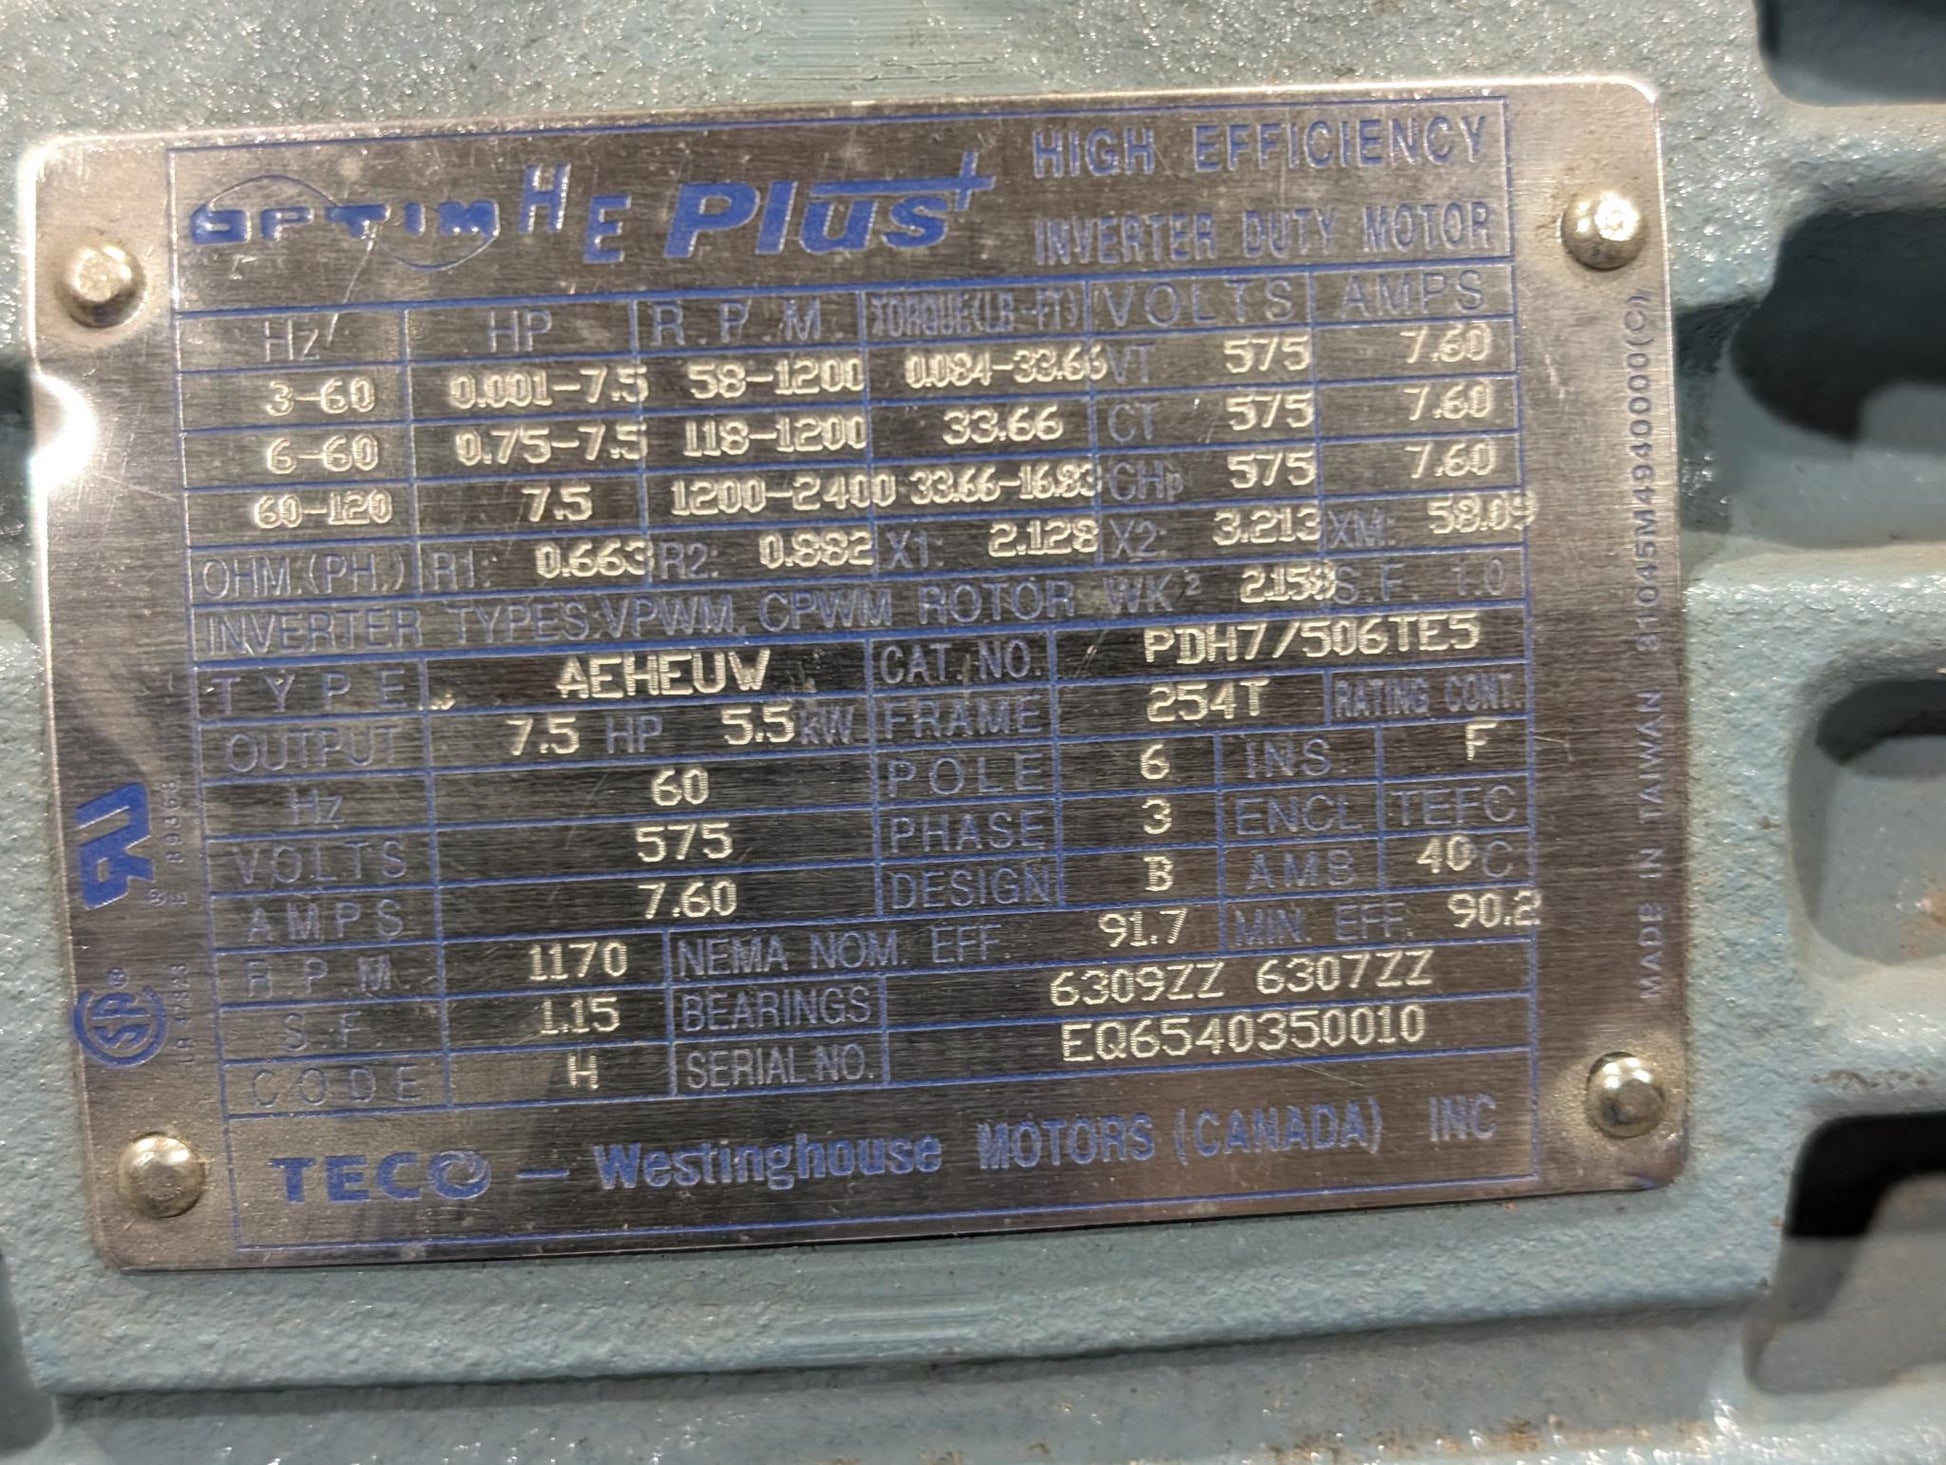 OPTIM HE Plus+ HIGH EFFICIENCY
INVERTER DUTY MOTOR
Hz HP R.P.M. TORQUE(LB-FT) VOLTS AMPS
3-60 0.001-7.5 58-1200 0.084-33.66 VT 575 7.60
6-60 0.75-7.5 118-1200 33.66 CT 575 7.60
60-120 7.5 1200-2400 33.66-16.83 CHp 575 7.60
OHM.(PH.) R1: 0.663 R2: 0.882 X1: 2.128 X2: 3.213 XM: 58.09
INVERTER TYPES:VPWM, CPWM ROTOR WK² 2.158 S.F. 1.0
TYPE AEHEUW CAT. NO. PDH7/506TE5
OUTPUT 7.5 HP 5.5 kW FRAME 254T RATING CONT.
Hz 60 POLE 6 INS. F
VOLTS 575 PHASE 3 ENCL TEFC
AMPS 7.60 DESIGN B AMB 40°C
R.P.M. 1170 NEMA NOM. EFF. 91.7 MIN. EFF. 90.2
S.F. 1.15 BEARINGS 6309ZZ 6307ZZ
CODE H SERIAL NO. EQ6540350010
TECO – Westinghouse MOTORS (CANADA) INC
MADE IN TAIWAN 31045M4940000(C)